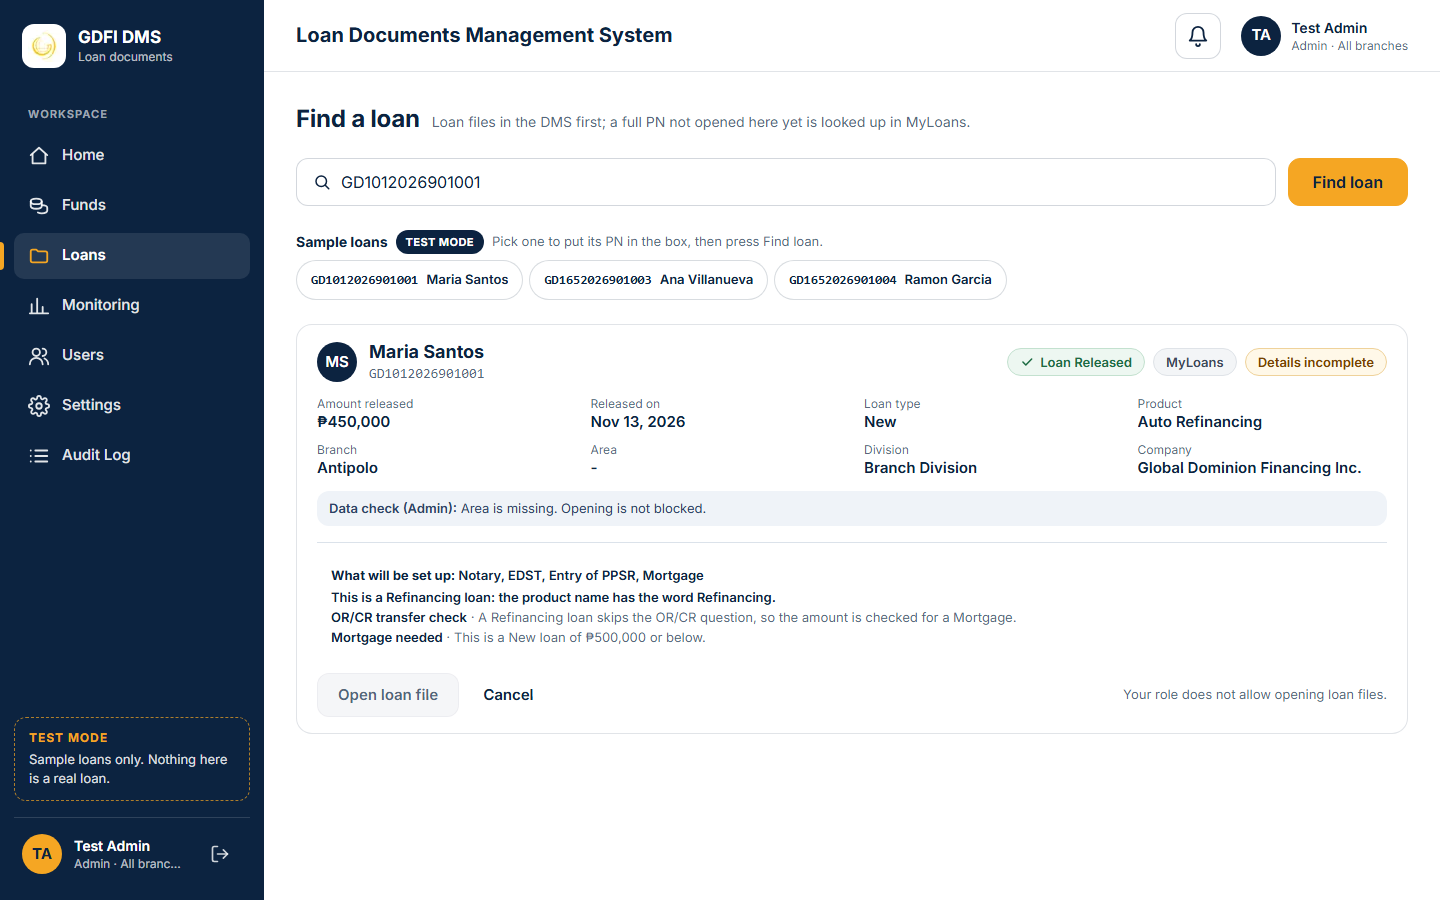 GDFI DMS
Loan documents
WORKSPACE
Home
Funds
Loans
Monitoring
Users
Settings
Audit Log
TEST MODE
Sample loans only. Nothing here
is a real loan.
TA
Test Admin
Admin · All branc...
Loan Documents Management System
TA
Test Admin
Admin · All branches
Find a loan
Loan files in the DMS first; a full PN not opened here yet is looked up in MyLoans.
GD1012026901001
Find loan
Sample loans TEST MODE Pick one to put its PN in the box, then press Find loan.
GD1012026901001 Maria Santos
GD1652026901003 Ana Villanueva
GD1652026901004 Ramon Garcia
MS
Maria Santos
GD1012026901001
Loan Released
MyLoans
Details incomplete
Amount released
₱450,000
Released on
Nov 13, 2026
Loan type
New
Product
Auto Refinancing
Branch
Antipolo
Area
-
Division
Branch Division
Company
Global Dominion Financing Inc.
Data check (Admin): Area is missing. Opening is not blocked.
What will be set up: Notary, EDST, Entry of PPSR, Mortgage
This is a Refinancing loan: the product name has the word Refinancing.
OR/CR transfer check · A Refinancing loan skips the OR/CR question, so the amount is checked for a Mortgage.
Mortgage needed · This is a New loan of ₱500,000 or below.
Open loan file
Cancel
Your role does not allow opening loan files.